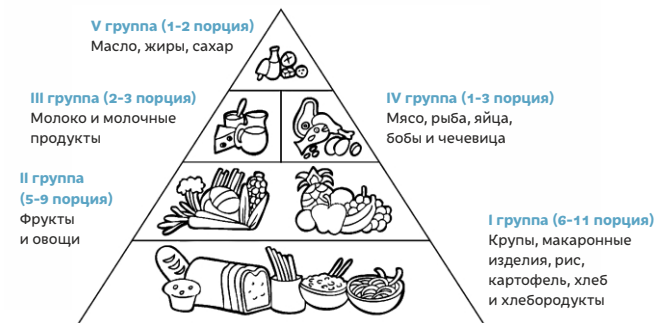 V группа (1-2 порция)
Масло, жиры, сахар
III группа (2-3 порция)
Молоко и молочные
продукты
IV группа (1-3 порция)
Мясо, рыба, яйца,
бобы и чечевица
II группа
(5-9 порция)
Фрукты
и овощи
I группа (6-11 порция)
Крупы, макаронные
изделия, рис,
картофель, хлеб
и хлебородукты